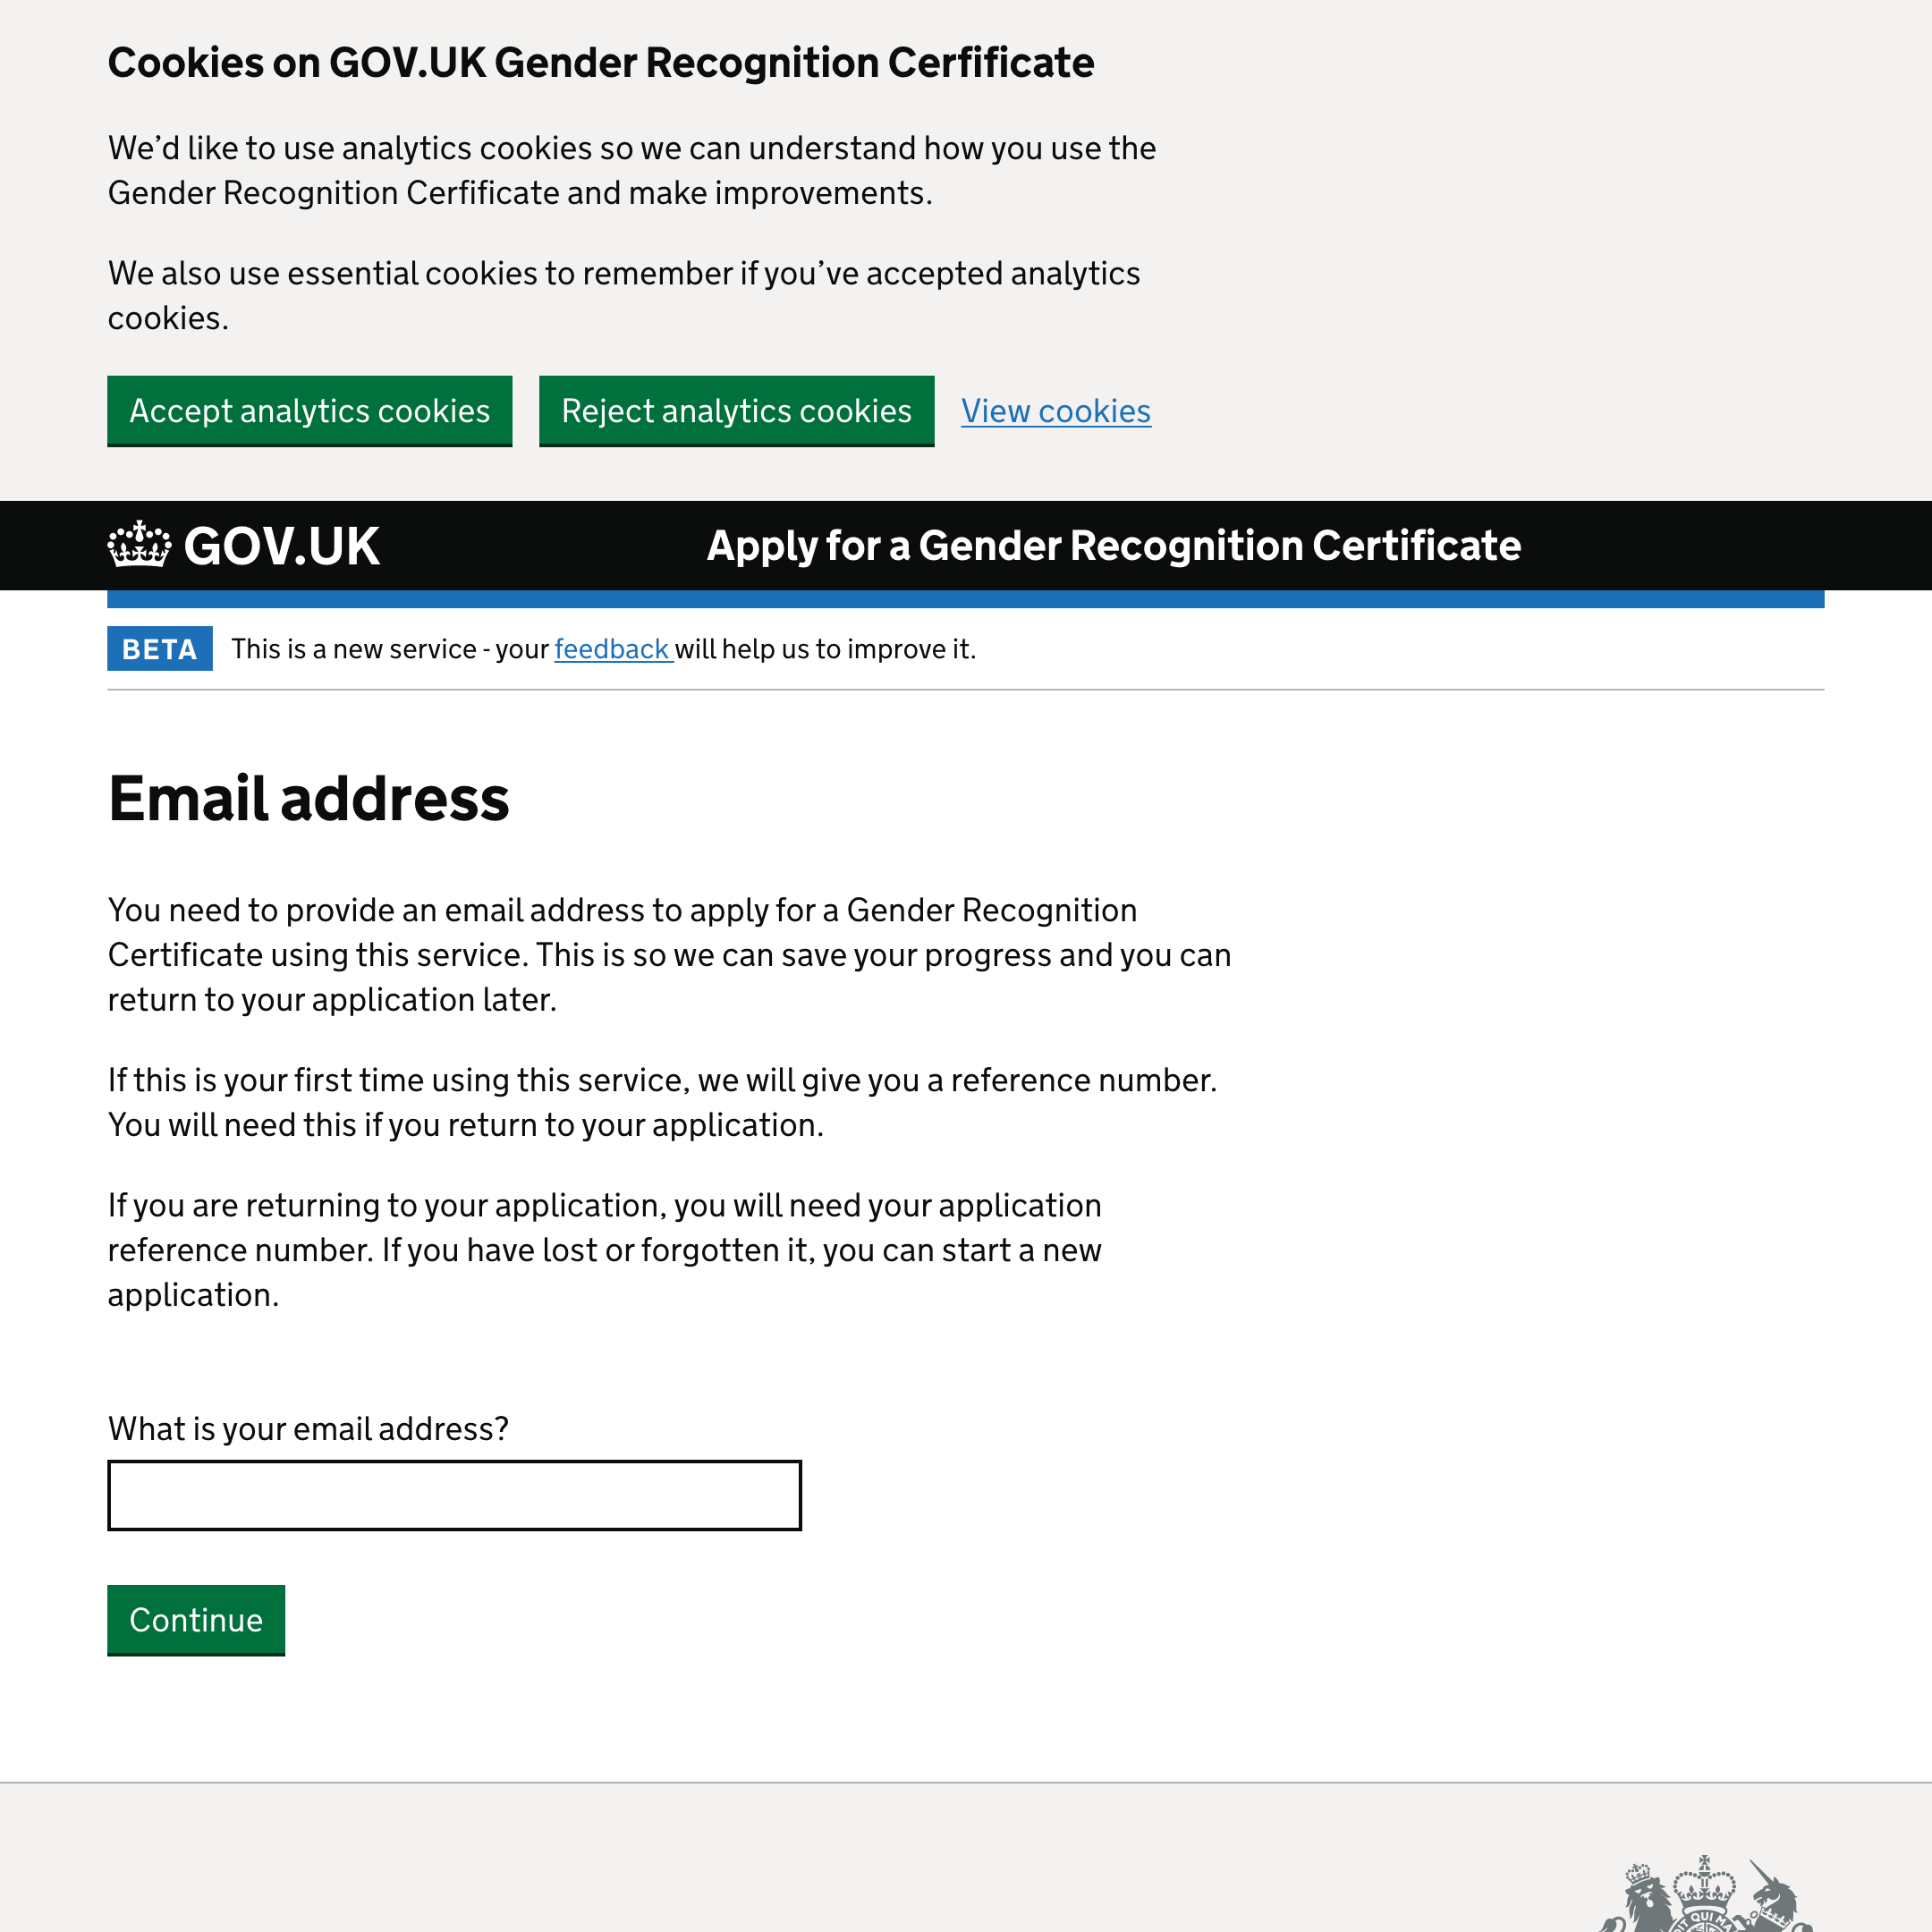 Cookies on GOV.UK Gender Recognition Cerfificate
We’d like to use analytics cookies so we can understand how you use the
Gender Recognition Cerfificate and make improvements.
We also use essential cookies to remember if you’ve accepted analytics
cookies.
Accept analytics cookies Reject analytics cookies View cookies
GOV.UK Apply for a Gender Recognition Certificate
BETA This is a new service - your feedback will help us to improve it.
Email address
You need to provide an email address to apply for a Gender Recognition
Certificate using this service. This is so we can save your progress and you can
return to your application later.
If this is your first time using this service, we will give you a reference number.
You will need this if you return to your application.
If you are returning to your application, you will need your application
reference number. If you have lost or forgotten it, you can start a new
application.
What is your email address?
Continue